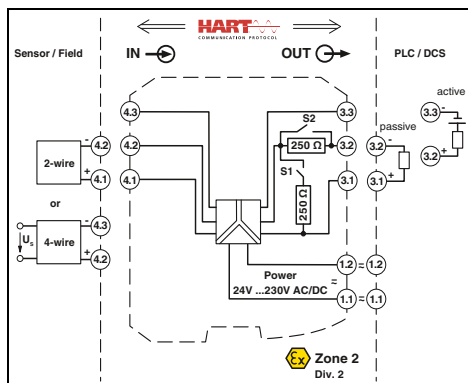 HART
COMMUNICATION PROTOCOL
Sensor / Field
IN
OUT
PLC / DCS
4.3
4.2
4.1
3.3
3.2
3.1
S2
250 Ω
S1
250 Ω
2-wire
-
4.2
+
4.1
or
4-wire
Us
-
4.3
+
4.2
passive
3.2
-
3.1
+
active
3.3
-
3.2
+
Power
24V ...230V AC/DC
≂
1.2 ≈ 1.2
1.1 ≈ 1.1
Ex
Zone 2
Div. 2